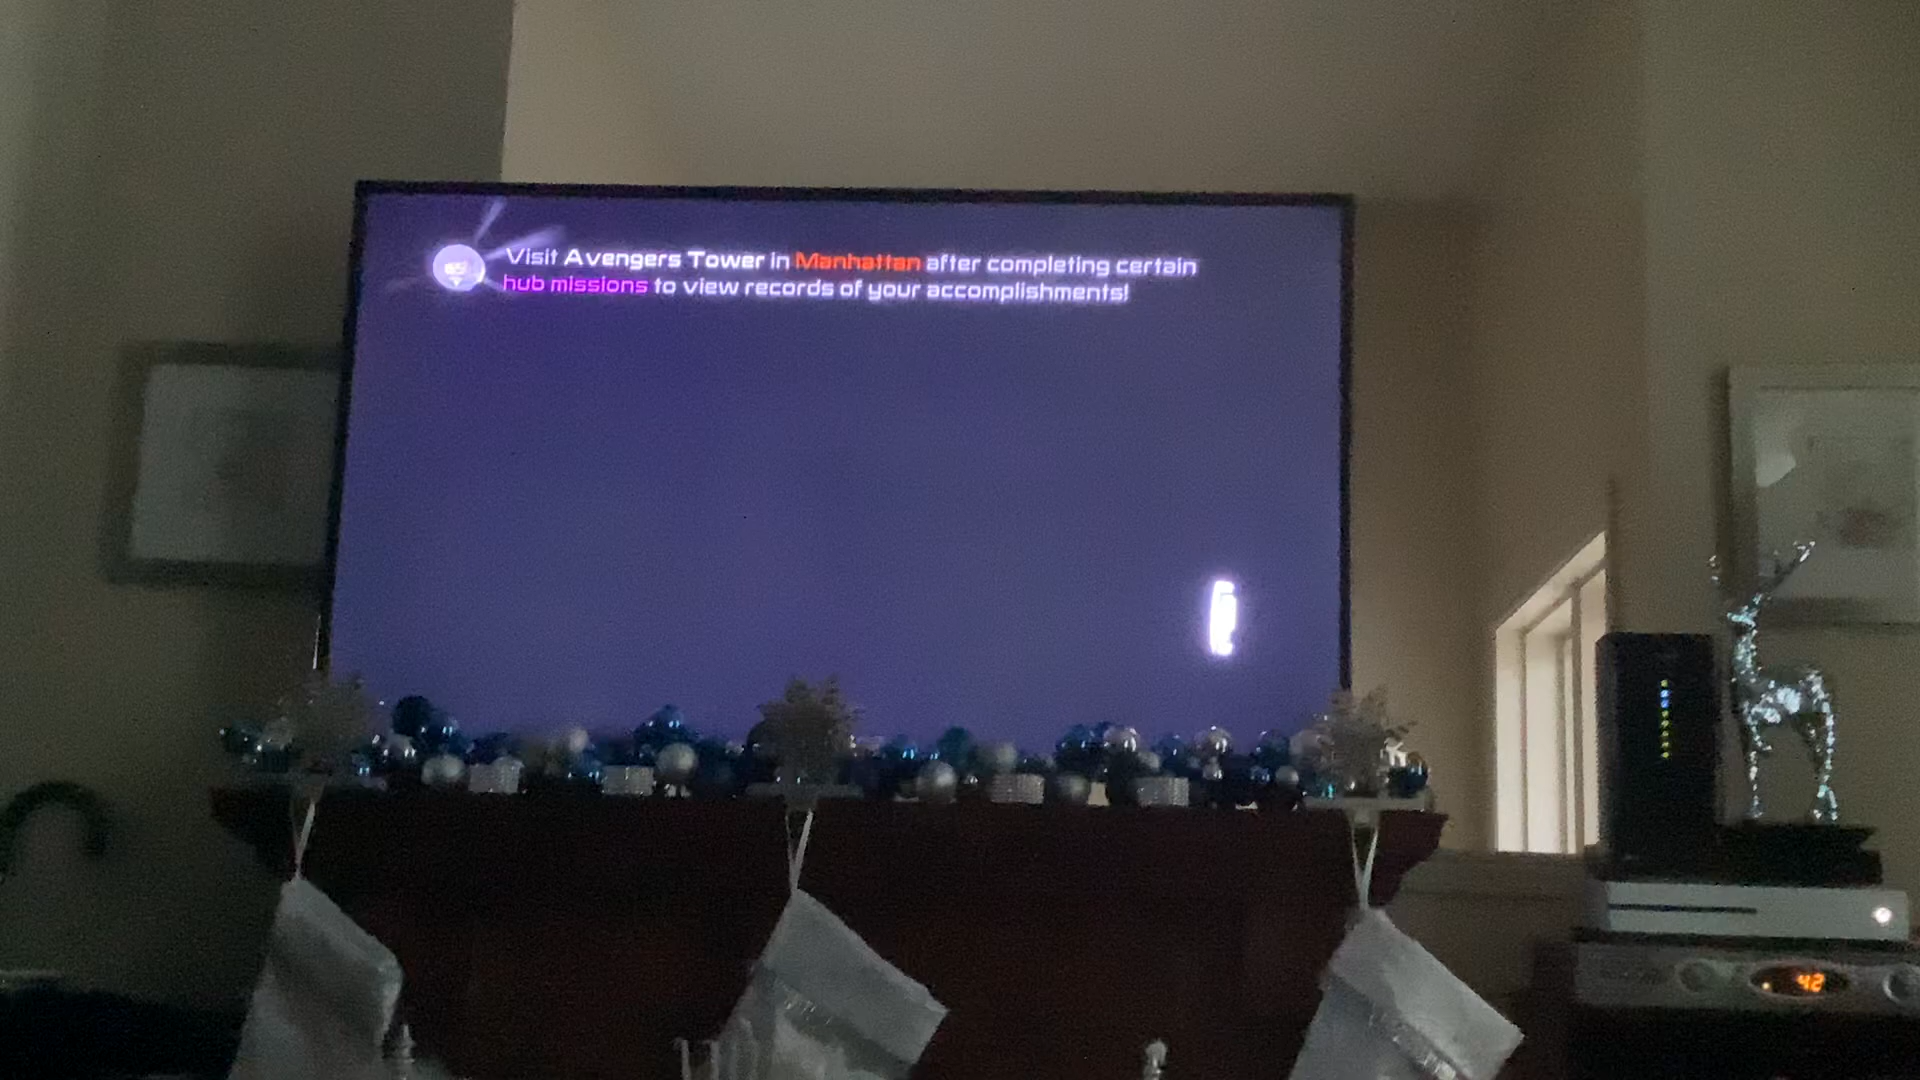 Visit Avengers Tower in Manhattan after completing certain
hub missions to view records of your accomplishments!
42